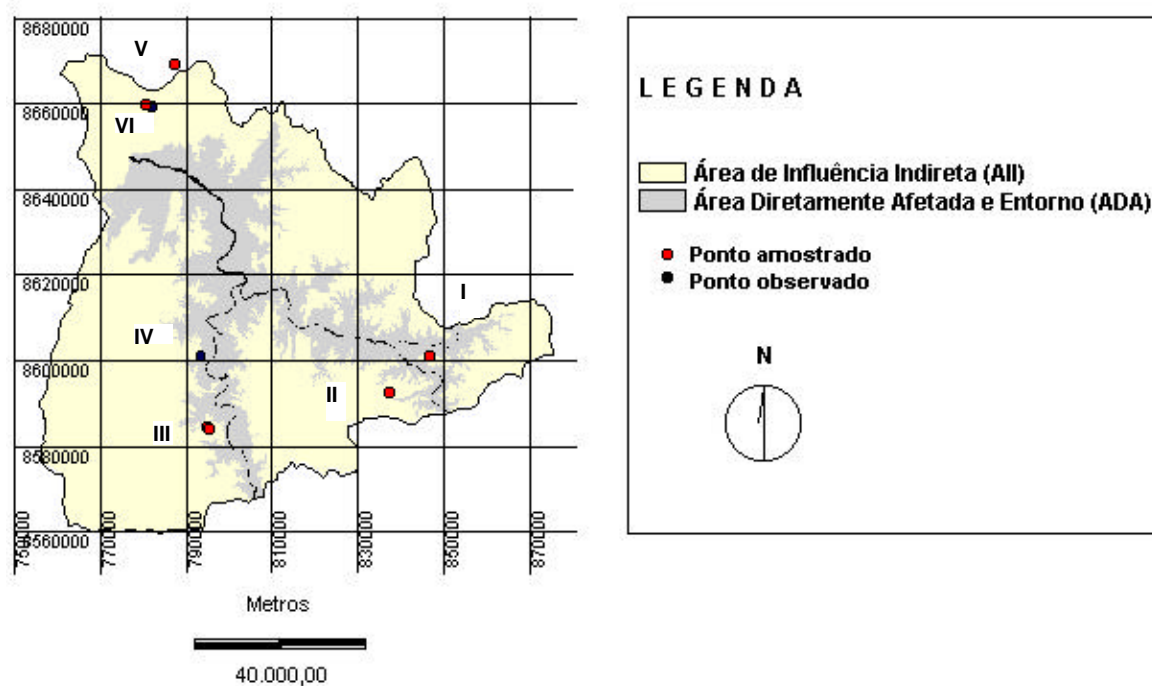 8680000
8660000
8640000
8620000
8600000
8580000
8560000
V
VI
I
IV
II
III
750000
770000
790000
810000
830000
850000
870000
Metros
40.000,00
L E G E N D A
Área de Influência Indireta (AII)
Área Diretamente Afetada e Entorno (ADA)
Ponto amostrado
Ponto observado
N